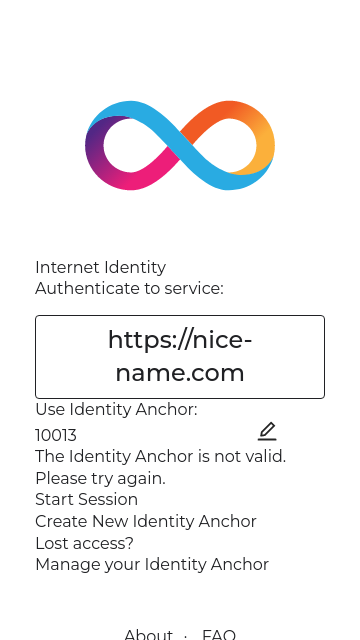 Internet Identity
Authenticate to service:
https://nice-
name.com
Use Identity Anchor:
10013
The Identity Anchor is not valid.
Please try again.
Start Session
Create New Identity Anchor
Lost access?
Manage your Identity Anchor
About · FAQ